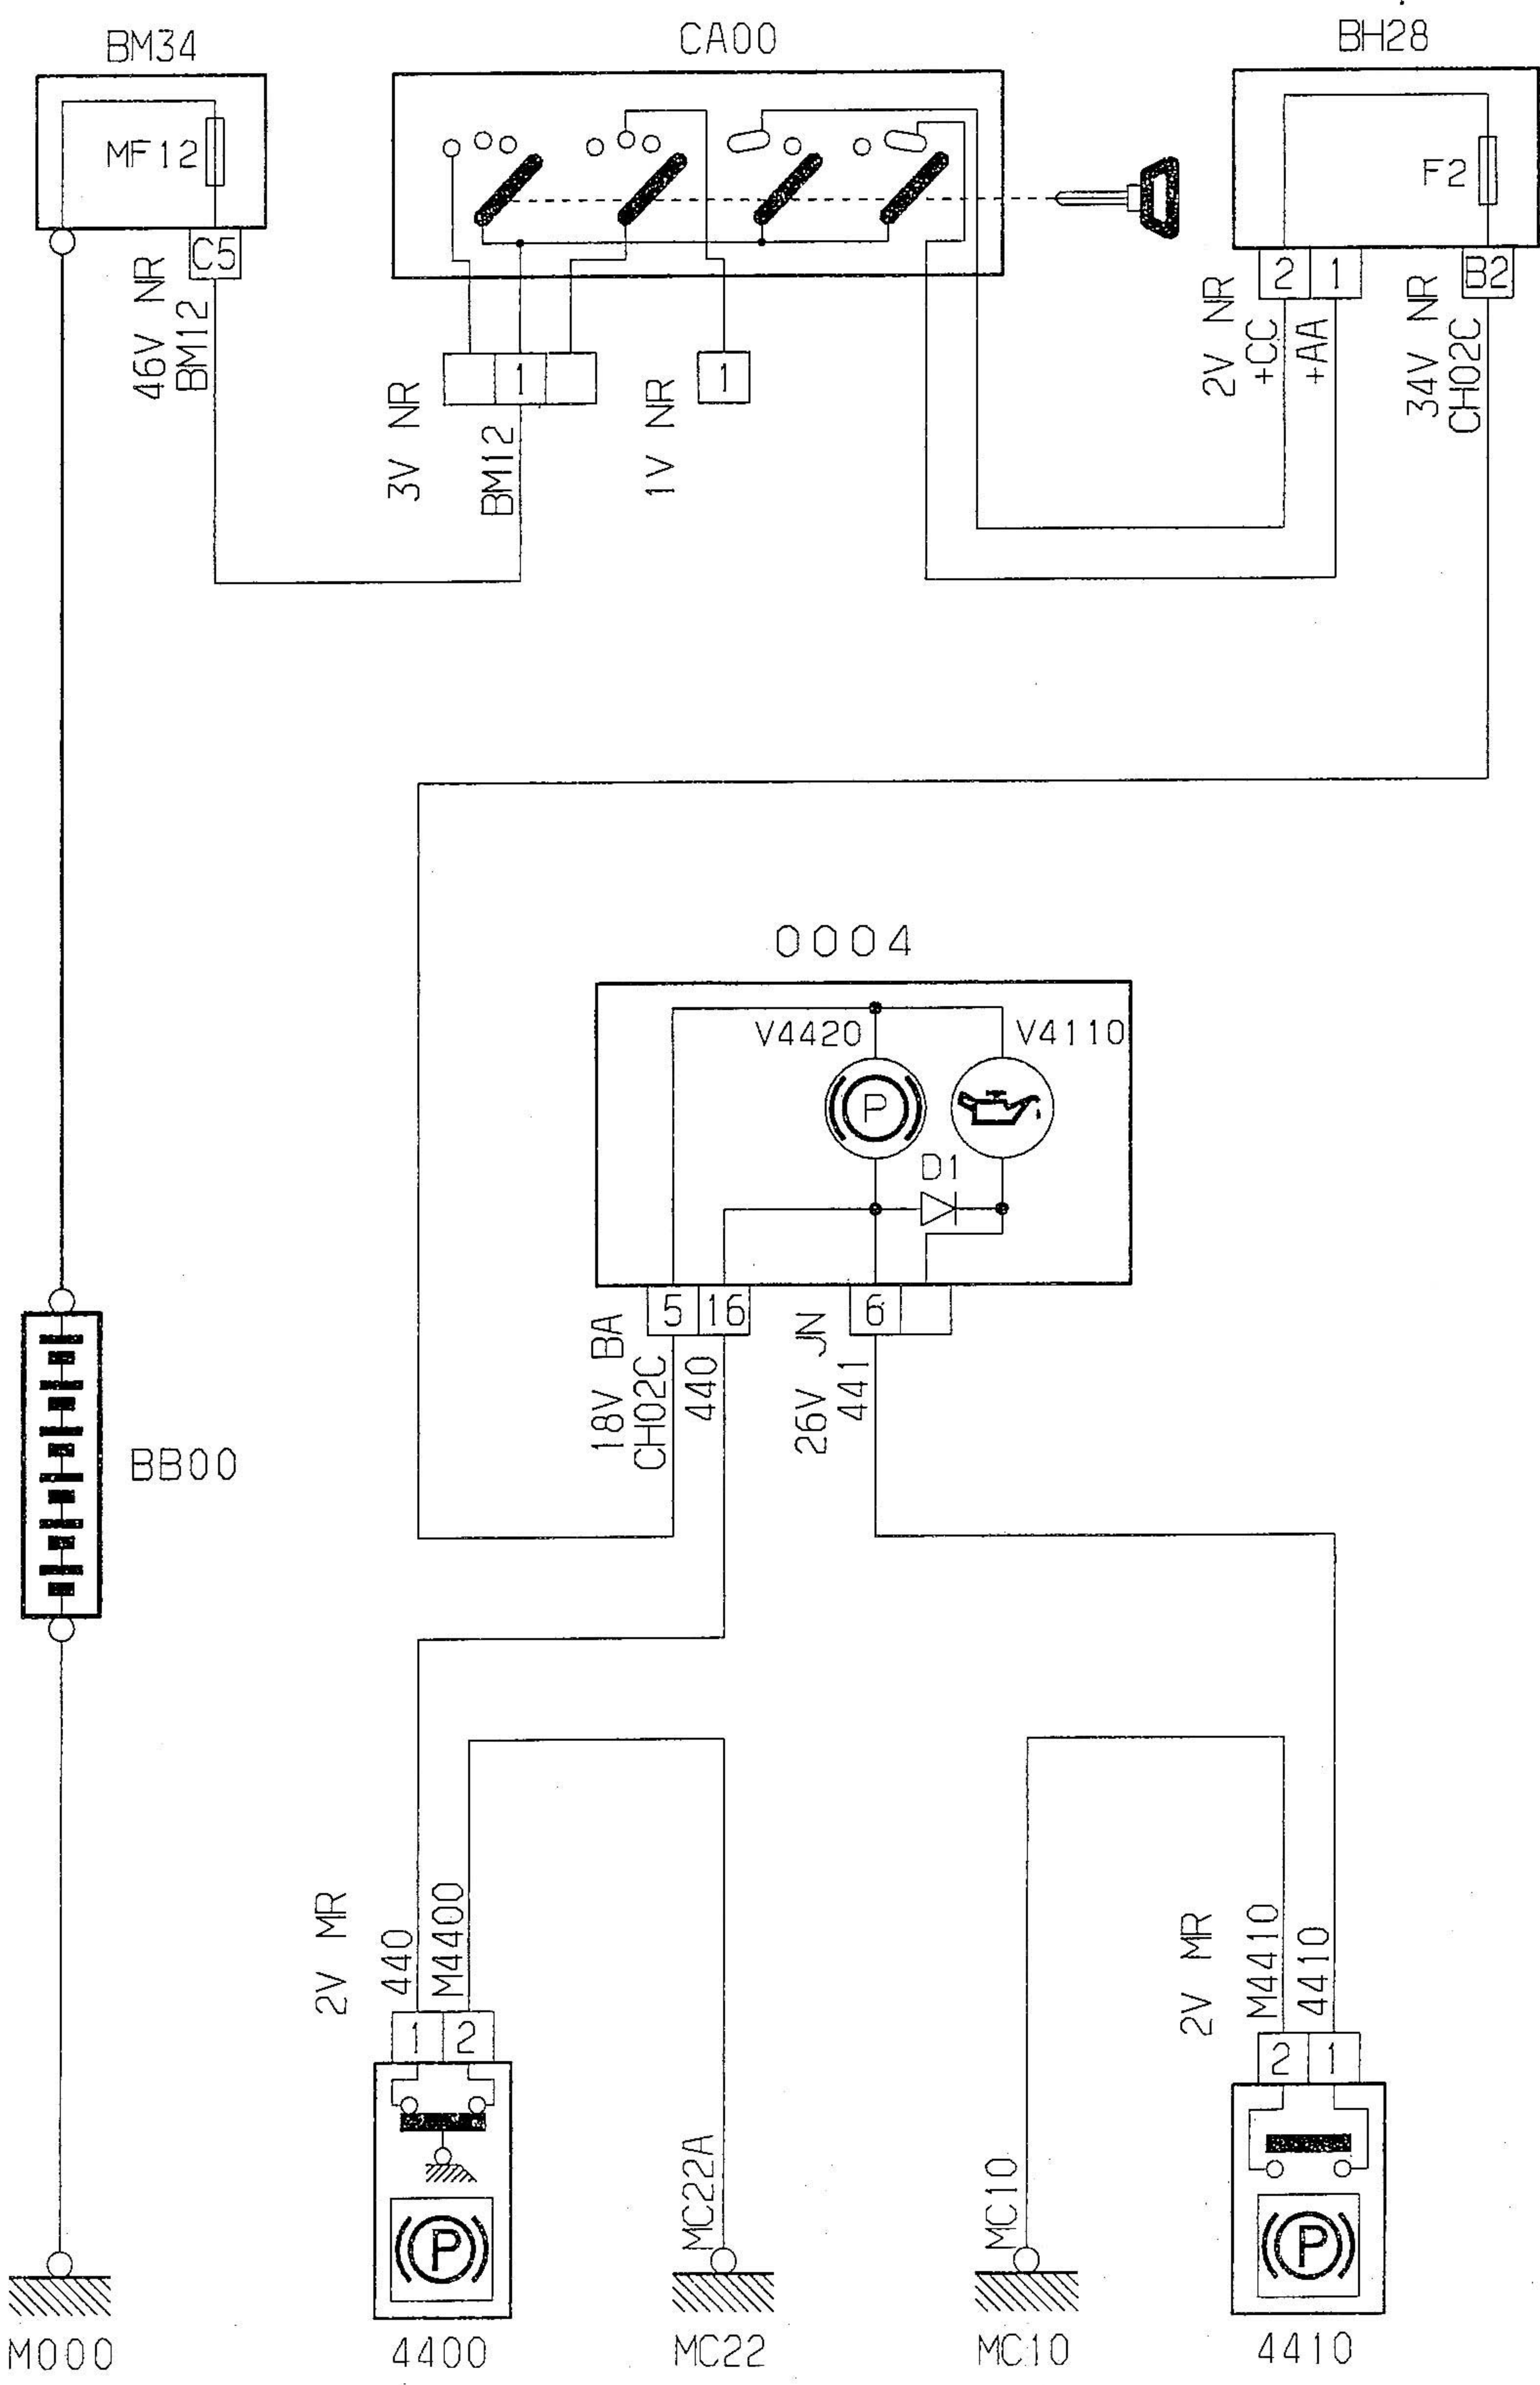 BM34
CA00
BH28
MF12
F2
C5
2
1
B2
46V NR
BM12
3V NR
1
BM12
1V NR
1
2V NR
+CC
+AA
34V NR
CH02C
0004
V4420
V4110
P
D1
5
16
6
18V BA
CH02C
440
26V JN
441
BB00
2V MR
440
M4400
1
2
P
MC22A
MC10
2V MR
M4410
4410
2
1
P
M000
4400
MC22
MC10
4410